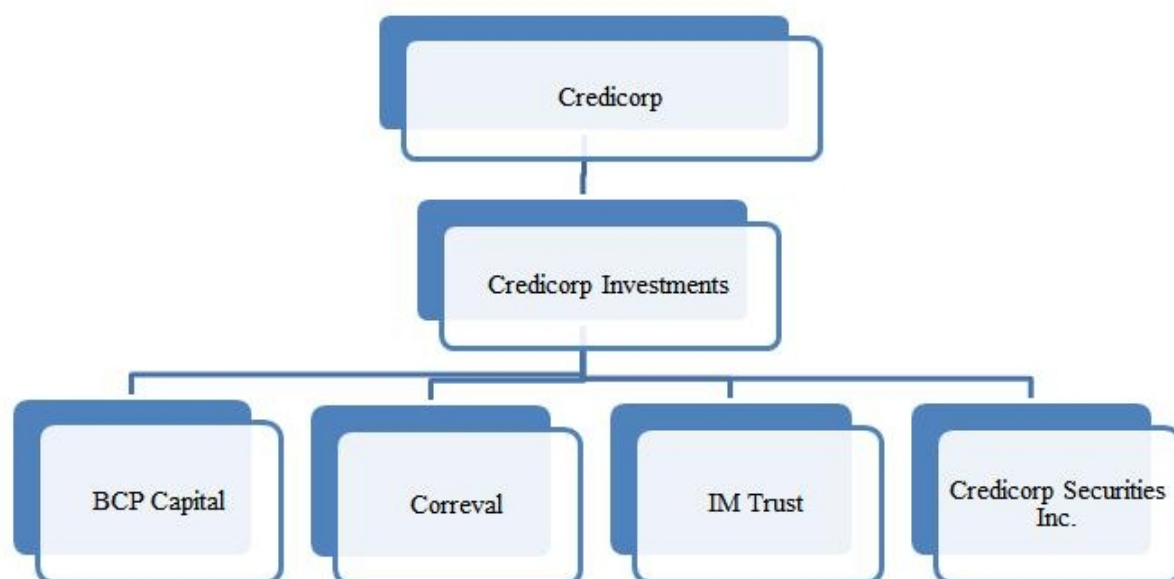 Credicorp
Credicorp Investments
BCP Capital
Correval
IM Trust
Credicorp Securities
Inc.